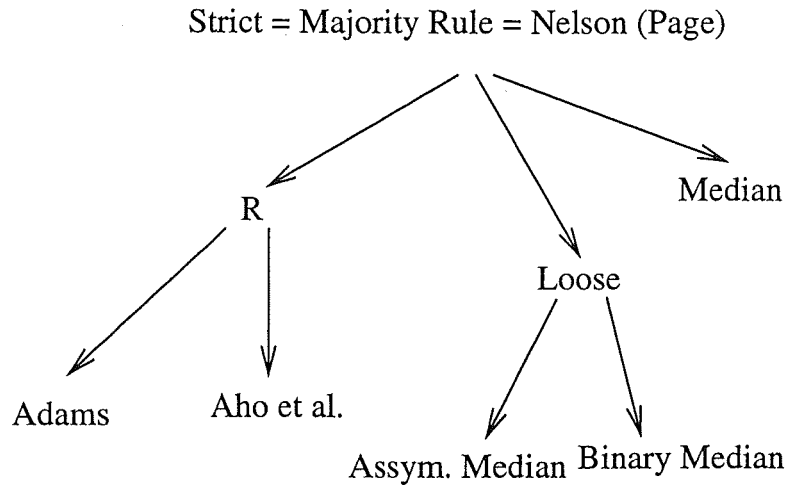 Strict = Majority Rule = Nelson (Page)
Median
R
Loose
Adams
Aho et al.
Assym. Median
Binary Median